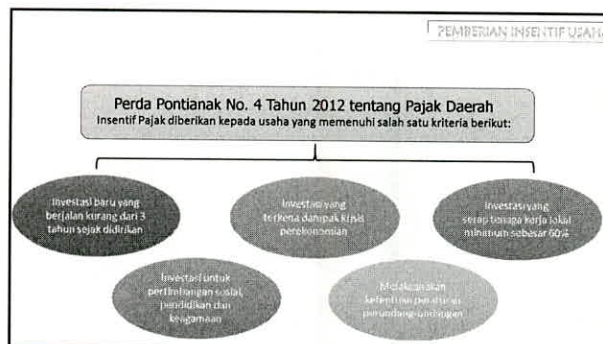 PEMBERIAN INSENTIF USAHA
Perda Pontianak No. 4 Tahun 2012 tentang Pajak Daerah
Insentif Pajak diberikan kepada usaha yang memenuhi salah satu kriteria berikut:
Investasi baru yang
berjalan kurang dari 3
tahun sejak didirikan
Investasi yang
terkena dampak krisis
perekonomian
Investasi yang
serap tenaga kerja lokal
minimum sebesar 60%
Investasi untuk
pertimbangan sosial,
pendidikan dan
keagamaan
Melaksanakan
ketentuan peraturan
perundang-undangan